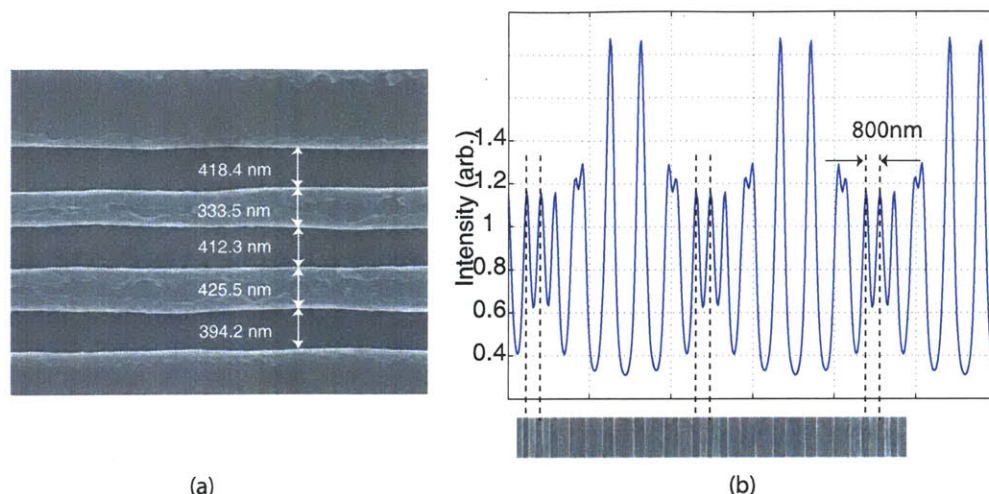 418.4 nm
333.5 nm
412.3 nm
425.5 nm
394.2 nm
(a)
Intensity (arb.)
1.4
1.2
1
0.8
0.6
0.4
800nm
(b)